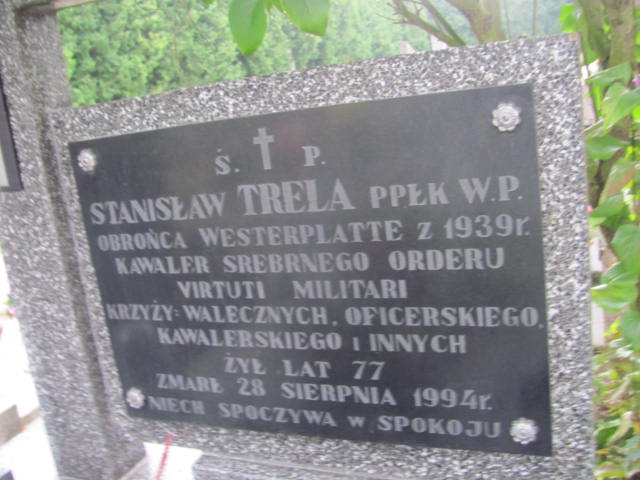 Ś. † P.
STANISŁAW TRELA PPŁK W.P.
OBROŃCA WESTERPLATTE Z 1939r.
KAWALER SREBRNEGO ORDERU
VIRTUTI MILITARI
KRZYŻY: WALECZNYCH, OFICERSKIEGO,
KAWALERSKIEGO i INNYCH
ŻYŁ LAT 77
ZMARŁ 28 SIERPNIA 1994r.
NIECH SPOCZYWA W SPOKOJU